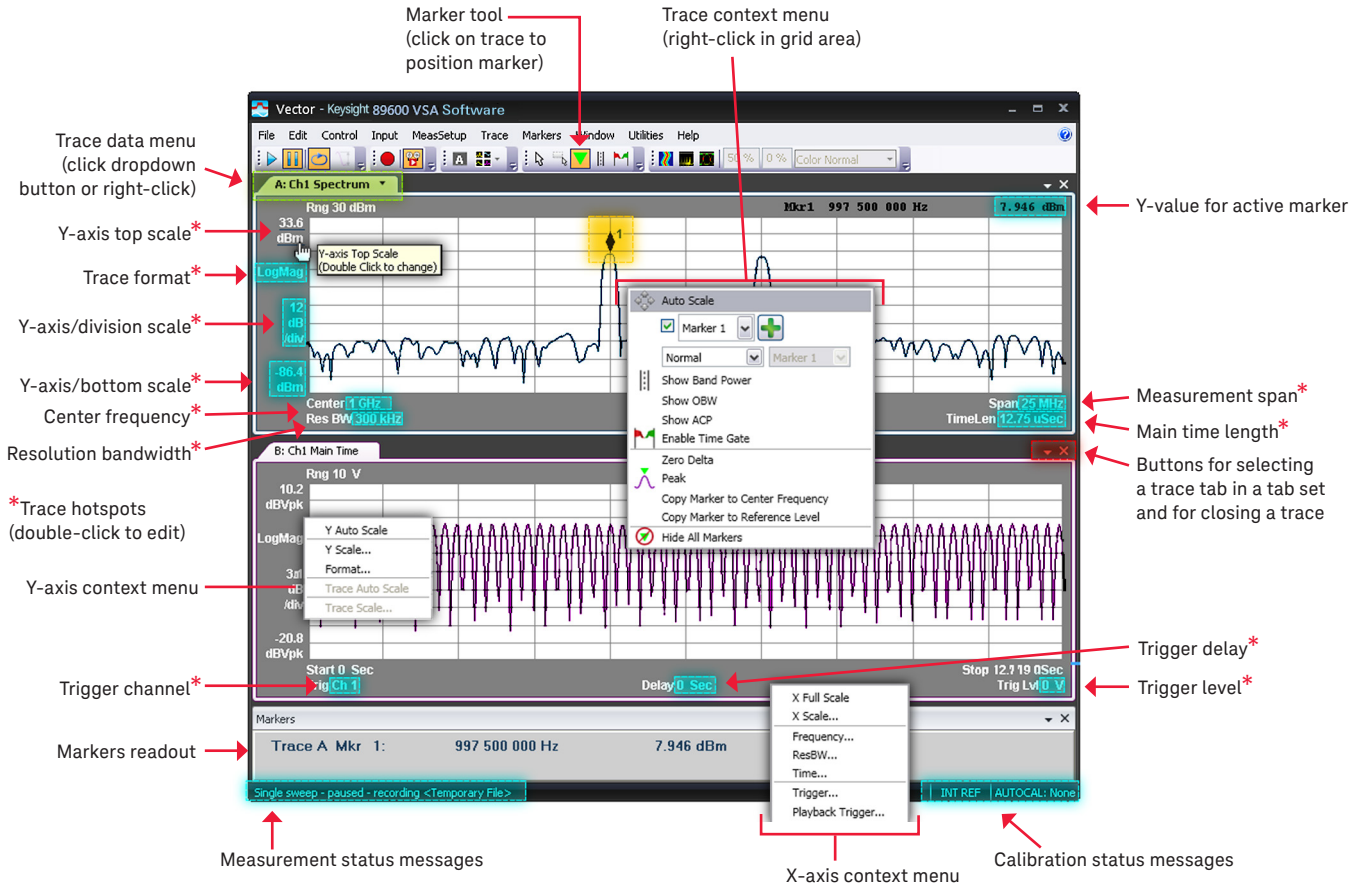 Marker tool
(click on trace to
position marker)
Trace context menu
(right-click in grid area)
Vector - Keysight 89600 VSA Software
File Edit Control Input MeasSetup Trace Markers Window Utilities Help
A 50 % 0 % Color Normal
Trace data menu
(click dropdown
button or right-click)
A: Ch1 Spectrum
Rng 30 dBm
Mkr1 997 500 000 Hz
7.946 dBm
Y-value for active marker
Y-axis top scale*
33.6
dBm
Y-axis Top Scale
(Double Click to change)
1
Trace format*
LogMag
Y-axis/division scale*
12
dB
/div
Y-axis/bottom scale*
-86.4
dBm
Center frequency*
Center 1 GHz
Resolution bandwidth*
Res BW 300 kHz
Span 25 MHz
Measurement span*
TimeLen 12.75 uSec
Main time length*
Auto Scale
Marker 1
Normal
Marker 1
Show Band Power
Show OBW
Show ACP
Enable Time Gate
Zero Delta
Peak
Copy Marker to Center Frequency
Copy Marker to Reference Level
Hide All Markers
Buttons for selecting
a trace tab in a tab set
and for closing a trace
B: Ch1 Main Time
Rng 10 V
10.2
dBVpk
*Trace hotspots
(double-click to edit)
LogMag
Y Auto Scale
Y Scale...
Format...
Trace Auto Scale
Trace Scale...
Y-axis context menu
dB
/div
-20.8
dBVpk
Start 0 Sec
Trigger channel*
Trig Ch 1
Delay 0 Sec
Trigger delay*
Stop
Trig Lvl 0 V
Trigger level*
X Full Scale
X Scale...
Frequency...
ResBW...
Time...
Trigger...
Playback Trigger...
Markers
Markers readout
Trace A Mkr 1: 997 500 000 Hz 7.946 dBm
Single sweep - paused - recording <Temporary File>
INT REF
AUTOCAL: None
Measurement status messages
X-axis context menu
Calibration status messages